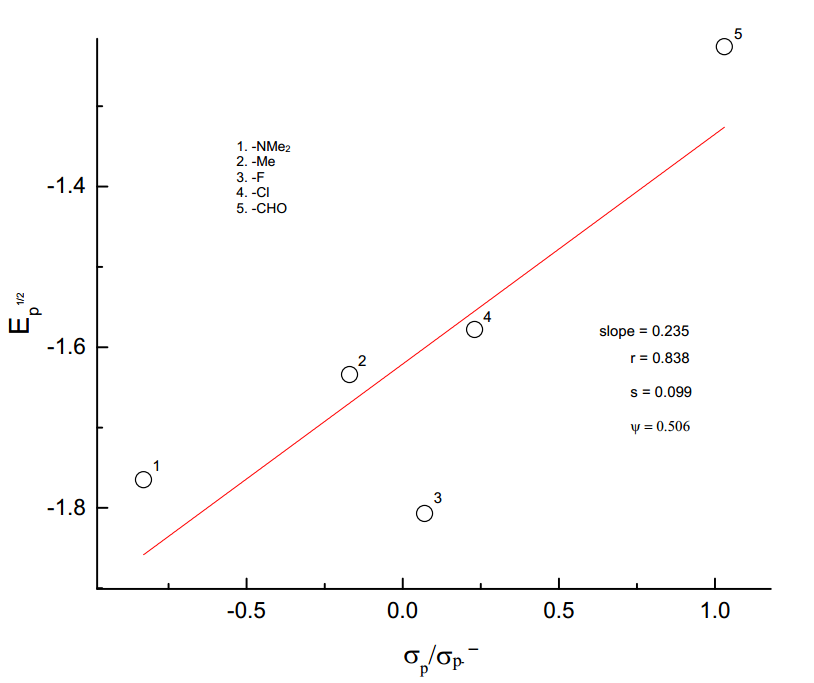 5
1. -NMe₂
2. -Me
3. -F
4. -Cl
5. -CHO
-1.4
Ep 1/2
slope = 0.235
4
-1.6
r = 0.838
2
s = 0.099
ψ = 0.506
1
3
-1.8
-0.5 0.0 0.5 1.0
σp/σp-⁻